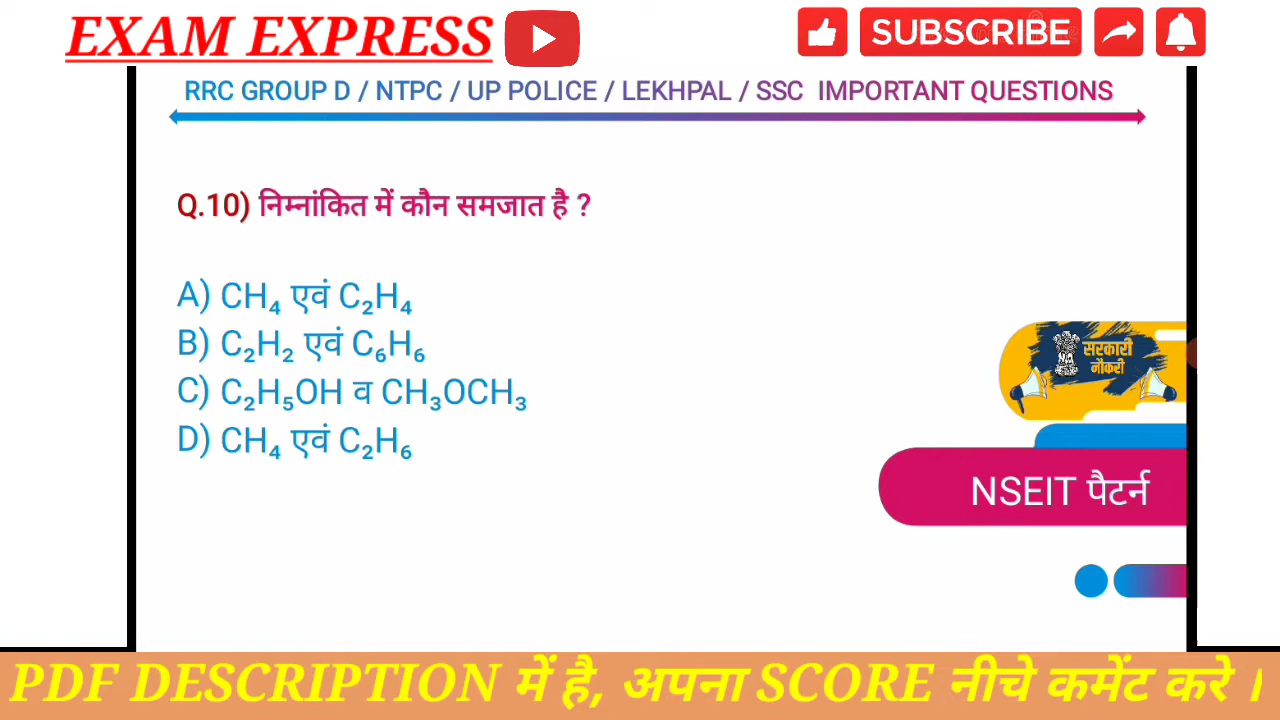 EXAM EXPRESS
SUBSCRIBE
RRC GROUP D / NTPC / UP POLICE / LEKHPAL / SSC IMPORTANT QUESTIONS
Q.10) निम्नांकित में कौन समजात है ?
A) CH₄ एवं C₂H₄
B) C₂H₂ एवं C₆H₆
C) C₂H₅OH व CH₃OCH₃
D) CH₄ एवं C₂H₆
सरकारी
नौकरी
NSEIT पैटर्न
PDF DESCRIPTION में है, अपना SCORE नीचे कमेंट करे ।